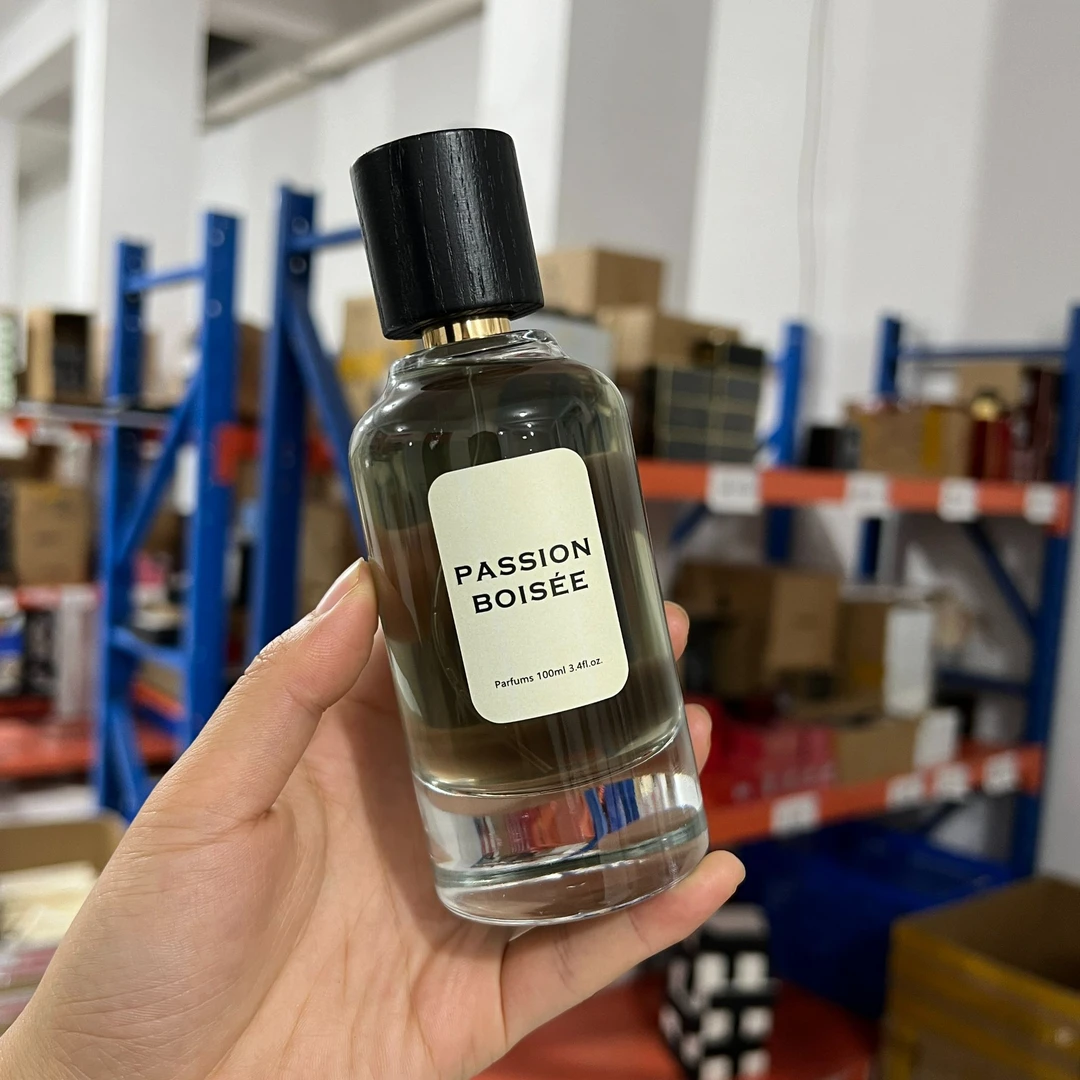 PASSION
BOISÉE
Parfums 100ml 3.4fl.oz.